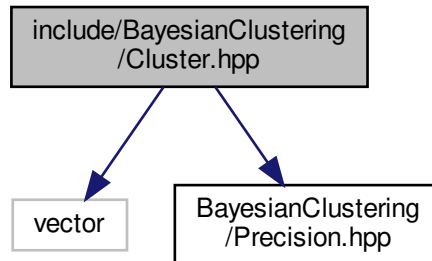 include/BayesianClustering
/Cluster.hpp
vector
BayesianClustering
/Precision.hpp